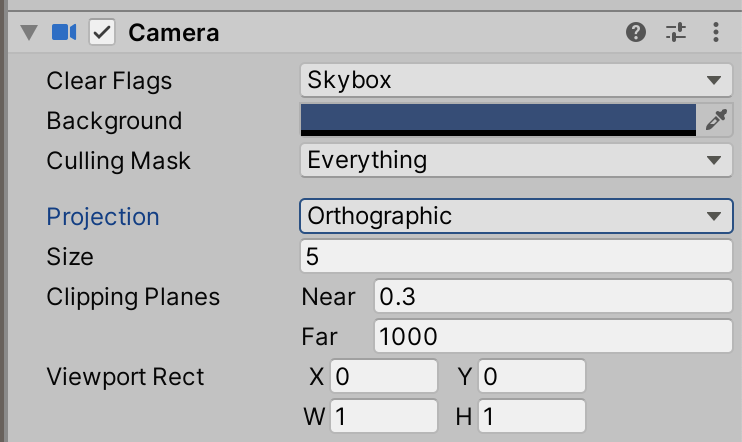 Camera
Clear Flags Skybox
Background
Culling Mask Everything
Projection Orthographic
Size 5
Clipping Planes Near 0.3
Far 1000
Viewport Rect X 0 Y 0
W 1 H 1